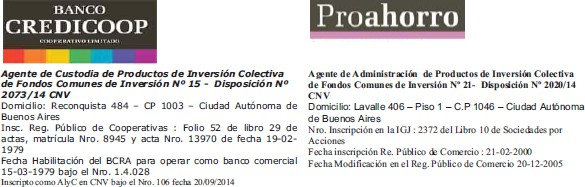 BANCO
CREDICOOP
COOPERATIVO LIMITADO
Agente de Custodia de Productos de Inversión Colectiva
de Fondos Comunes de Inversión Nº 15 - Disposición Nº
2073/14 CNV
Domicilio: Reconquista 484 – CP 1003 – Ciudad Autónoma de
Buenos Aires
Insc. Reg. Público de Cooperativas : Folio 52 de libro 29 de
actas, matrícula Nro. 8945 y acta Nro. 13970 de fecha 19-02-
1979
Fecha Habilitación del BCRA para operar como banco comercial
15-03-1979 bajo el Nro. 1.4.028
Inscripto como AlyC en CNV bajo el Nro. 106 fecha 20/09/2014
Proahorro
Agente de Administración de Productos de Inversión Colectiva
de Fondos Comunes de Inversión Nº 21- Disposición Nº 2020/14
CNV
Domicilio: Lavalle 406 – Piso 1 – C.P 1046 – Ciudad Autónoma
de Buenos Aires
Nro. Inscripción en la IGJ : 2372 del Libro 10 de Sociedades por
Acciones
Fecha inscripción Re. Público de Comercio : 21-02-2000
Fecha Modificación en el Reg. Público de Comercio 20-12-2005